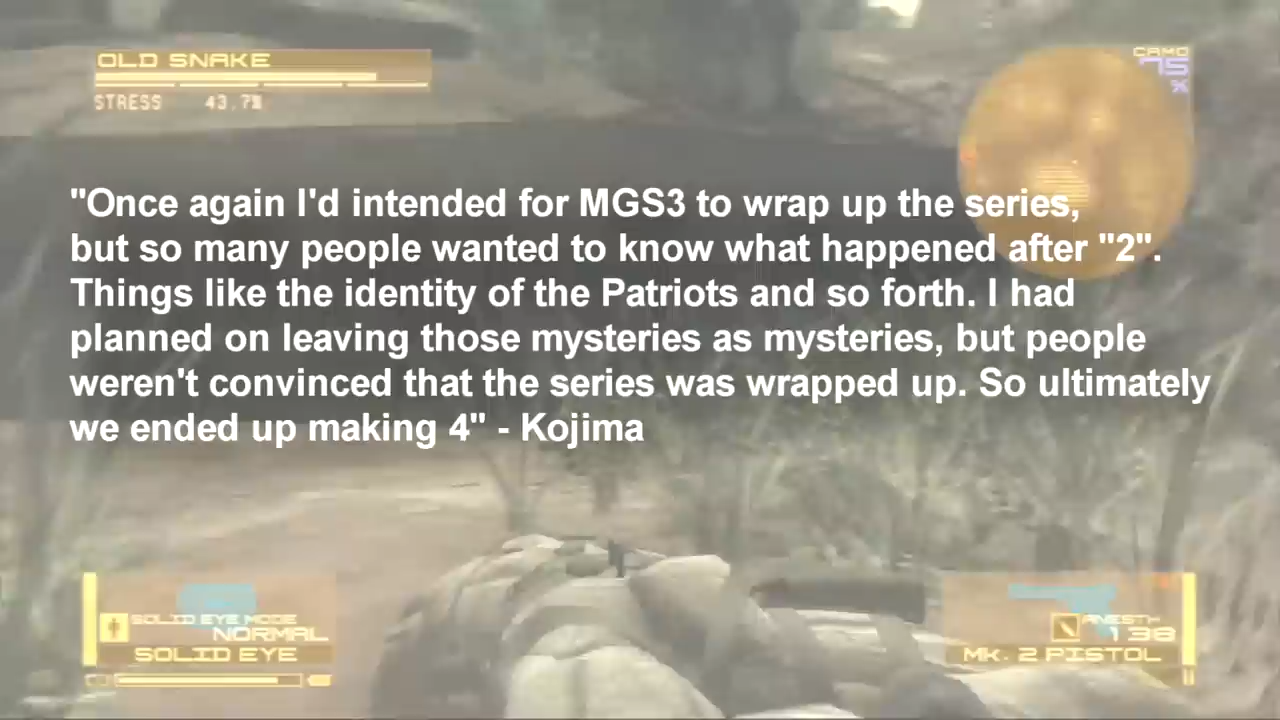 OLD SNAKE
STRESS 43.7%
CAMO
75
%
"Once again I'd intended for MGS3 to wrap up the series,
but so many people wanted to know what happened after "2".
Things like the identity of the Patriots and so forth. I had
planned on leaving those mysteries as mysteries, but people
weren't convinced that the series was wrapped up. So ultimately
we ended up making 4" - Kojima
SOLID EYE MODE
NORMAL
SOLID EYE
ANESTH
138
MK. 2 PISTOL